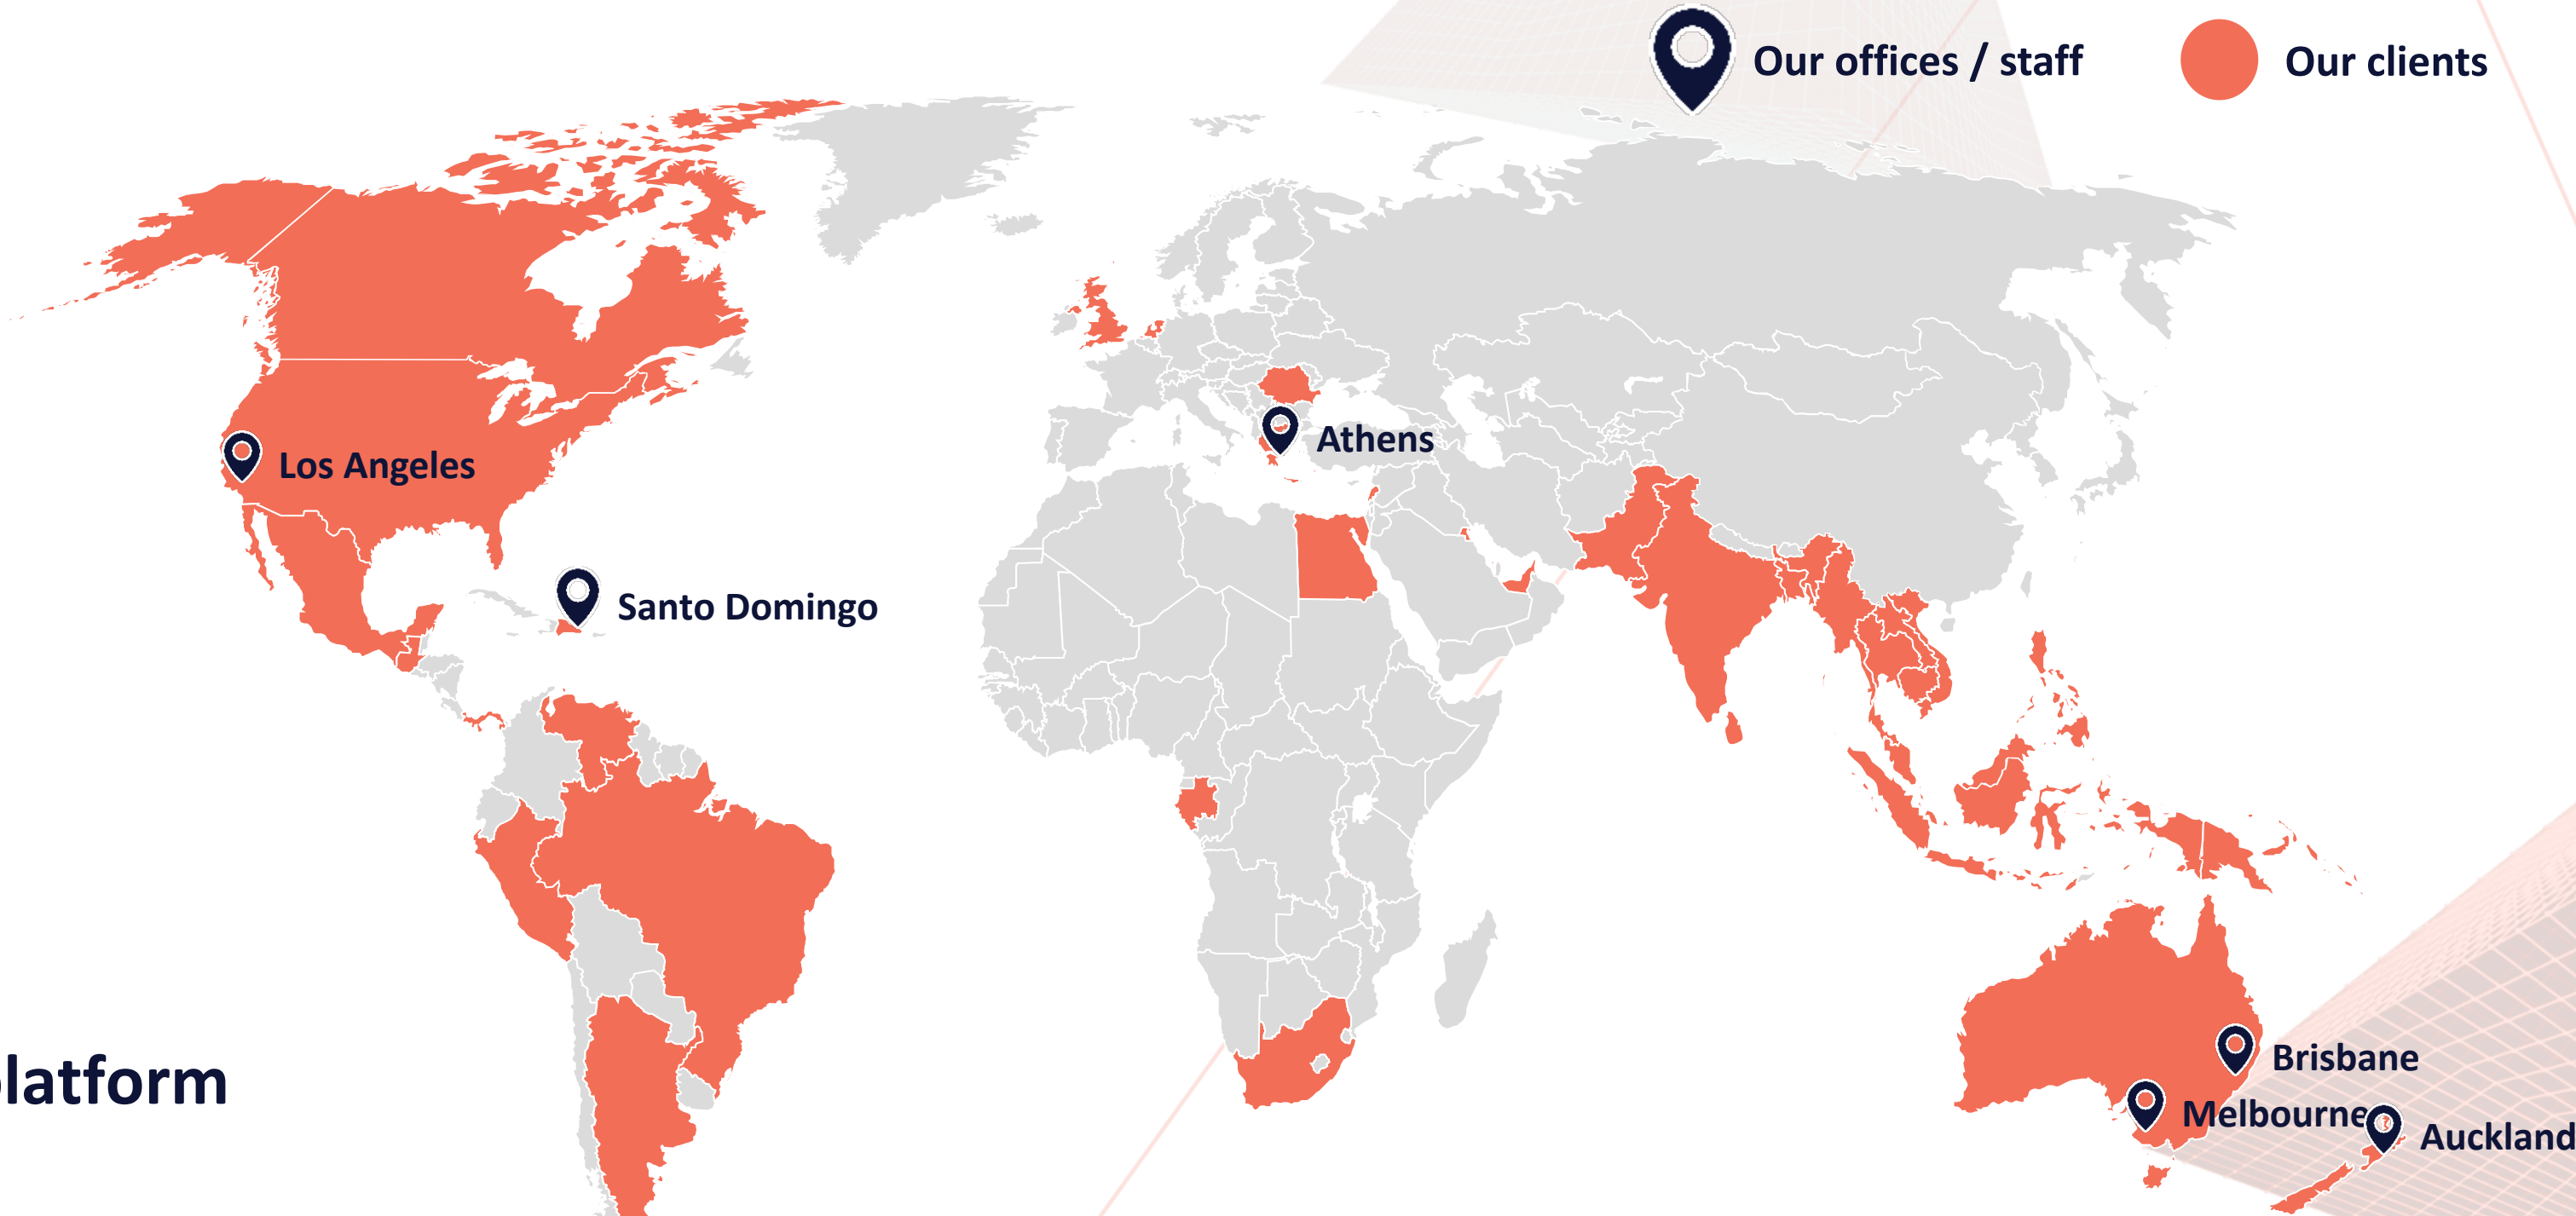 Our offices / staff
Our clients
Athens
Los Angeles
Santo Domingo
Brisbane
Melbourne
Auckland
latform